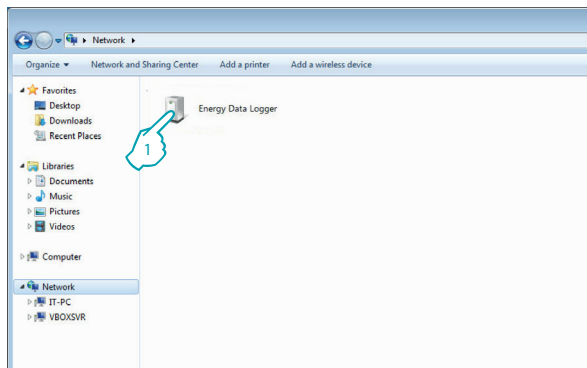 Network
Organize Network and Sharing Center Add a printer Add a wireless device
Favorites
Desktop
Downloads
Recent Places
Libraries
Documents
Music
Pictures
Videos
Computer
Network
IT-PC
VBOXSVR
Energy Data Logger
1